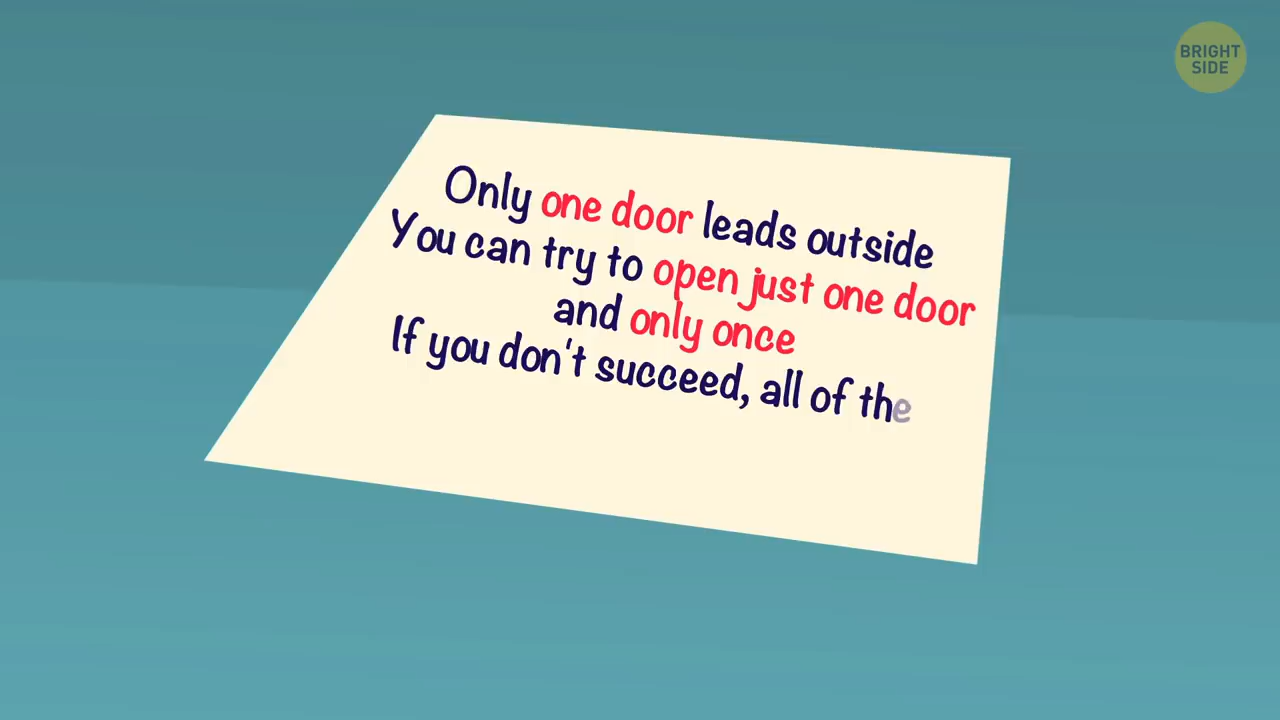 BRIGHT
SIDE
Only one door leads outside
You can try to open just one door
and only once
If you don't succeed, all of the